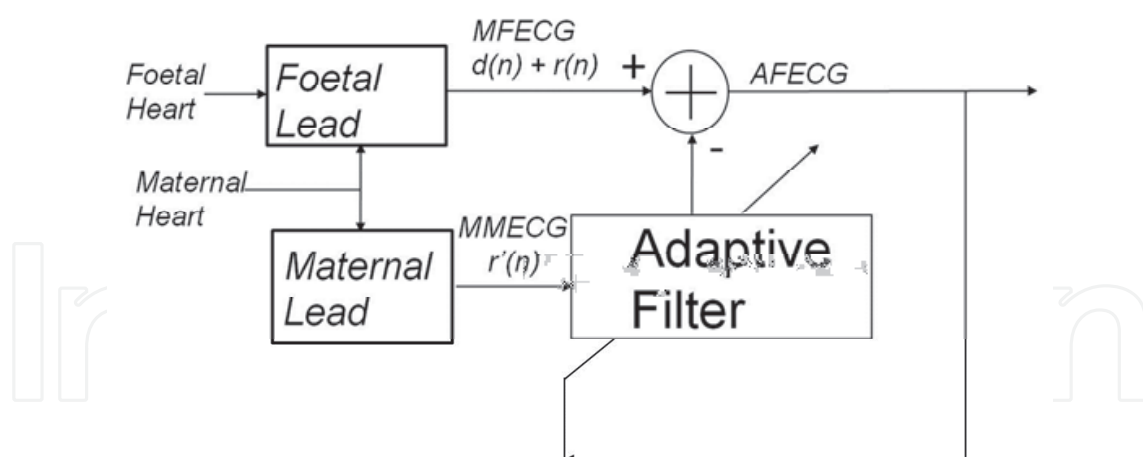 MFECG
d(n) + r(n)
+
AFECG
Foetal
Heart
Foetal
Lead
-
Maternal
Heart
MMECG
r'(n)
Maternal
Lead
Adaptive
Filter